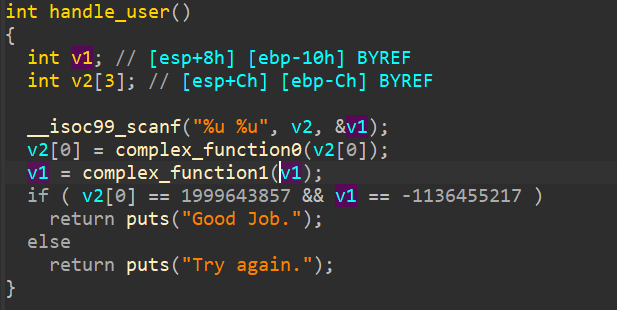 int handle_user()
{
  int v1; // [esp+8h] [ebp-10h] BYREF
  int v2[3]; // [esp+Ch] [ebp-Ch] BYREF

  __isoc99_scanf("%u %u", v2, &v1);
  v2[0] = complex_function0(v2[0]);
  v1 = complex_function1(v1);
  if ( v2[0] == 1999643857 && v1 == -1136455217 )
    return puts("Good Job.");
  else
    return puts("Try again.");
}